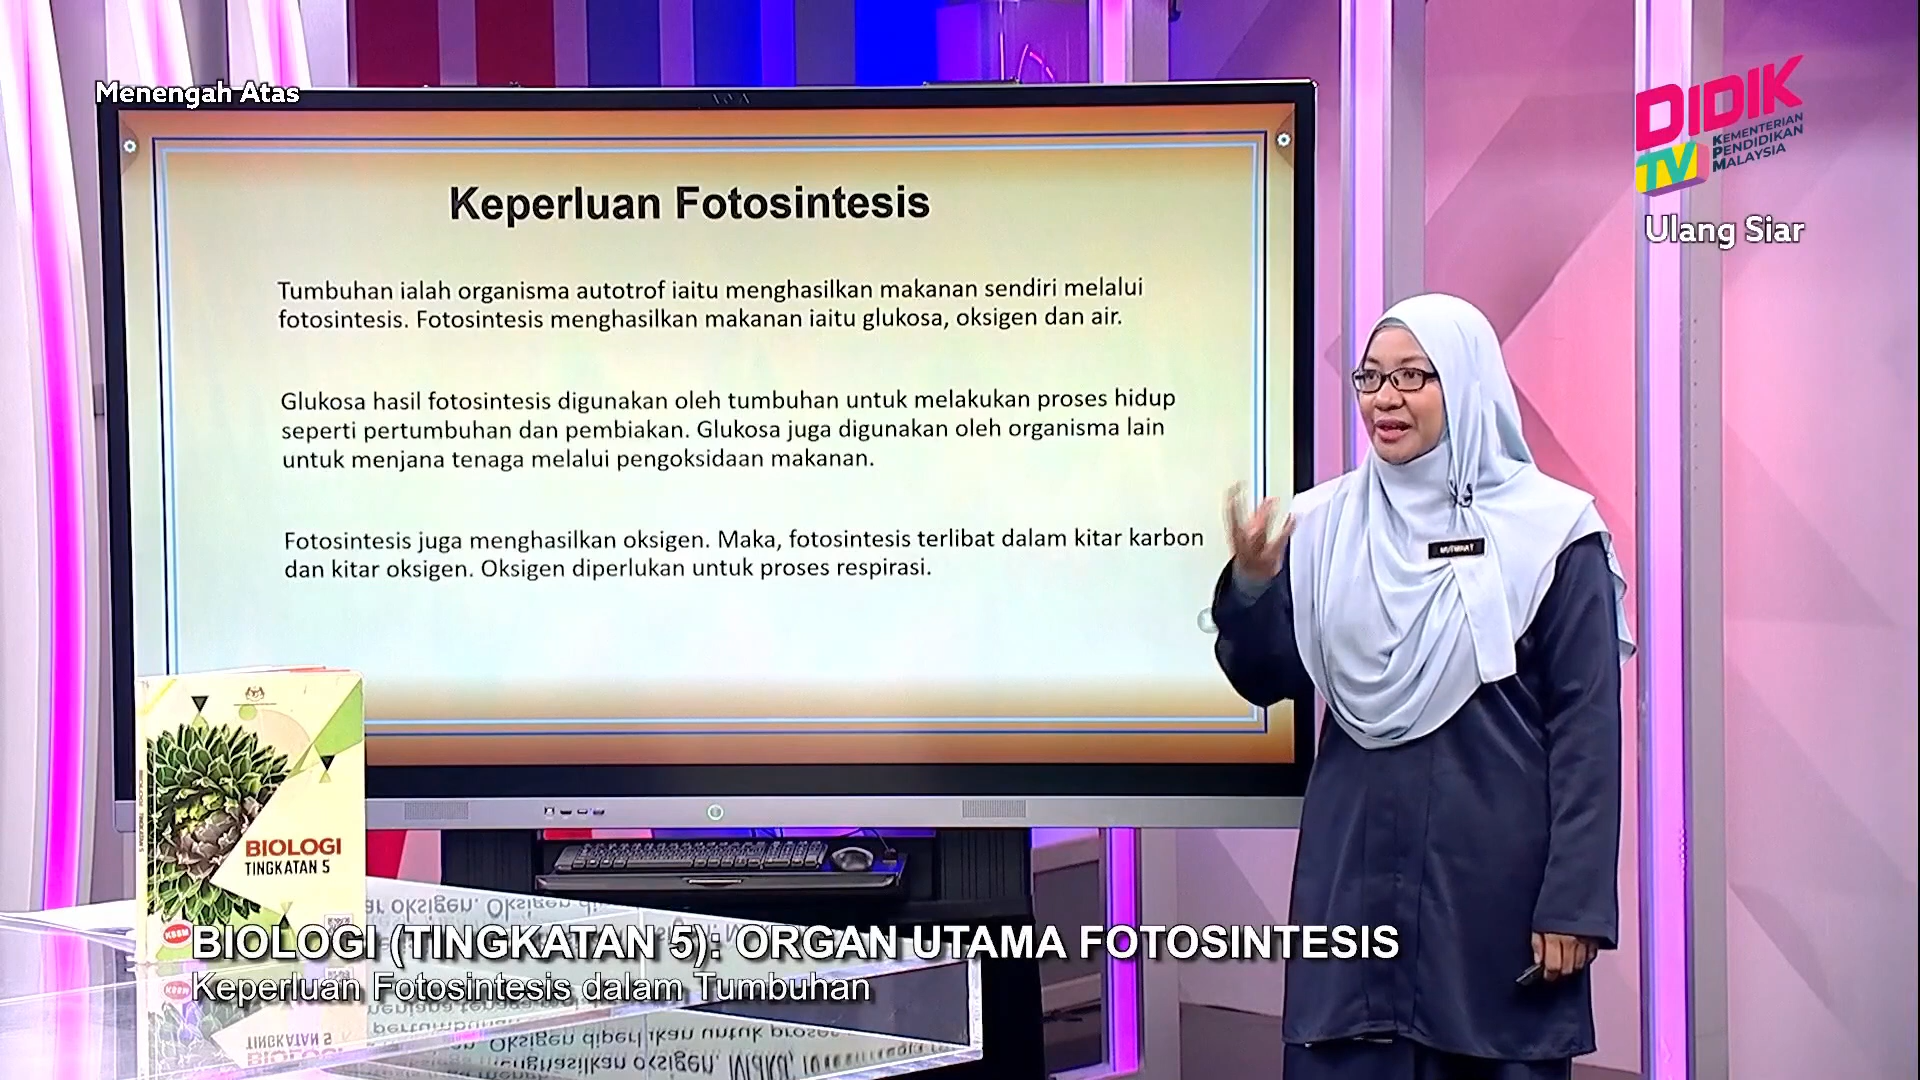 Menengah Atas
DIDIK
TV
KEMENTERIAN
PENDIDIKAN
MALAYSIA
Ulang Siar
Keperluan Fotosintesis
Tumbuhan ialah organisma autotrof iaitu menghasilkan makanan sendiri melalui
fotosintesis. Fotosintesis menghasilkan makanan iaitu glukosa, oksigen dan air.
Glukosa hasil fotosintesis digunakan oleh tumbuhan untuk melakukan proses hidup
seperti pertumbuhan dan pembiakan. Glukosa juga digunakan oleh organisma lain
untuk menjana tenaga melalui pengoksidaan makanan.
Fotosintesis juga menghasilkan oksigen. Maka, fotosintesis terlibat dalam kitar karbon
dan kitar oksigen. Oksigen diperlukan untuk proses respirasi.
BIOLOGI
TINGKATAN 5
KSSM
BIOLOGI (TINGKATAN 5): ORGAN UTAMA FOTOSINTESIS
Keperluan Fotosintesis dalam Tumbuhan